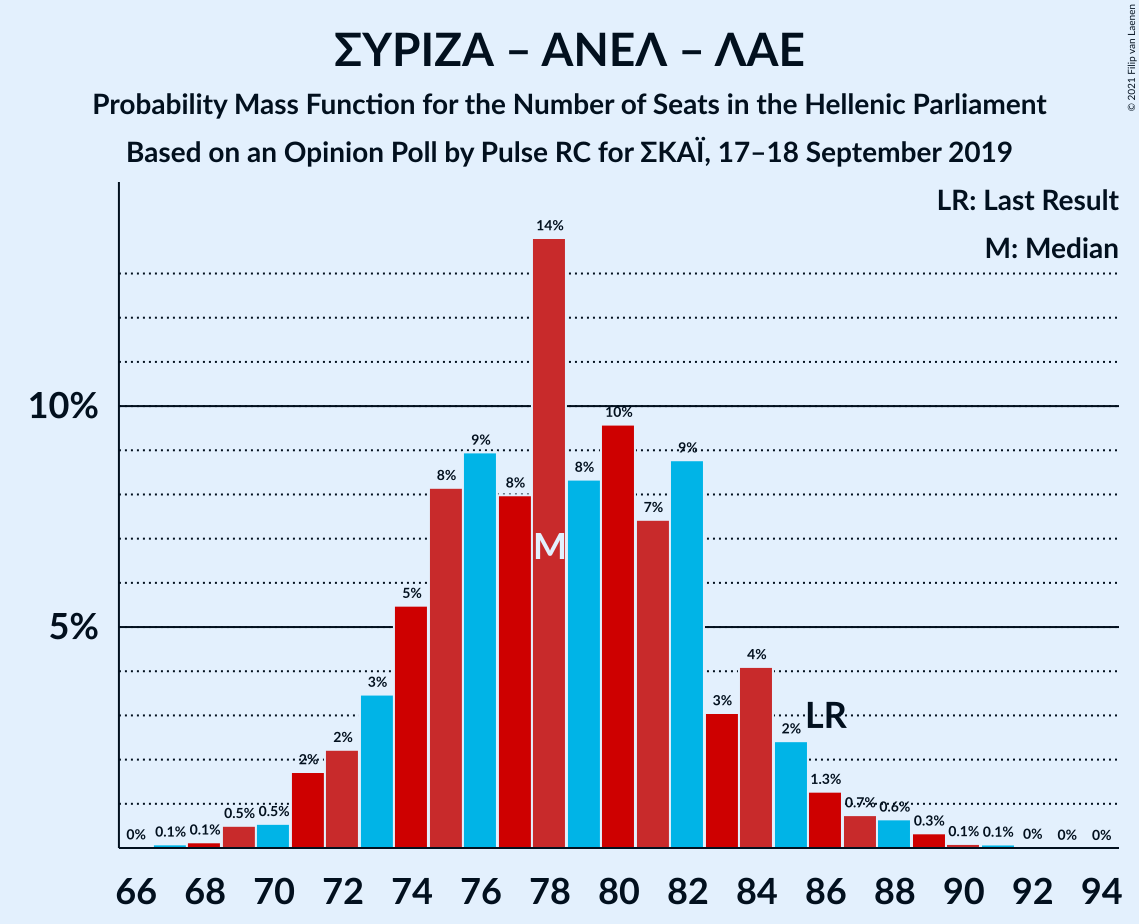 ΣΥΡΙΖΑ – ΑΝΕΛ – ΛΑΕ
Probability Mass Function for the Number of Seats in the Hellenic Parliament
Based on an Opinion Poll by Pulse RC for ΣΚΑΪ, 17–18 September 2019
© 2021 Filip van Laenen
LR: Last Result
M: Median
10%
5%
0% 0.1% 0.1% 0.5% 0.5% 2% 2% 3% 5% 8% 9% 8% 14% 8% 10% 7% 9% 3% 4% 2% 1.3% 0.7% 0.6% 0.3% 0.1% 0.1% 0% 0% 0%
M
LR
66 68 70 72 74 76 78 80 82 84 86 88 90 92 94